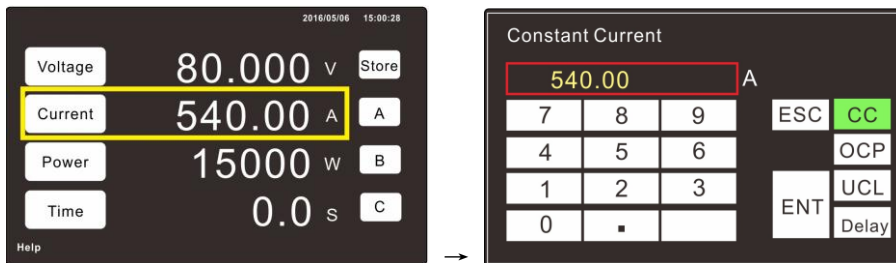 2016/05/06 15:00:28
Voltage 80.000 V Store
Current 540.00 A A
Power 15000 W B
Time 0.0 S C
Help
→
Constant Current
540.00 A
7 8 9 ESC CC
4 5 6 OCP
1 2 3 UCL
0 . ENT Delay